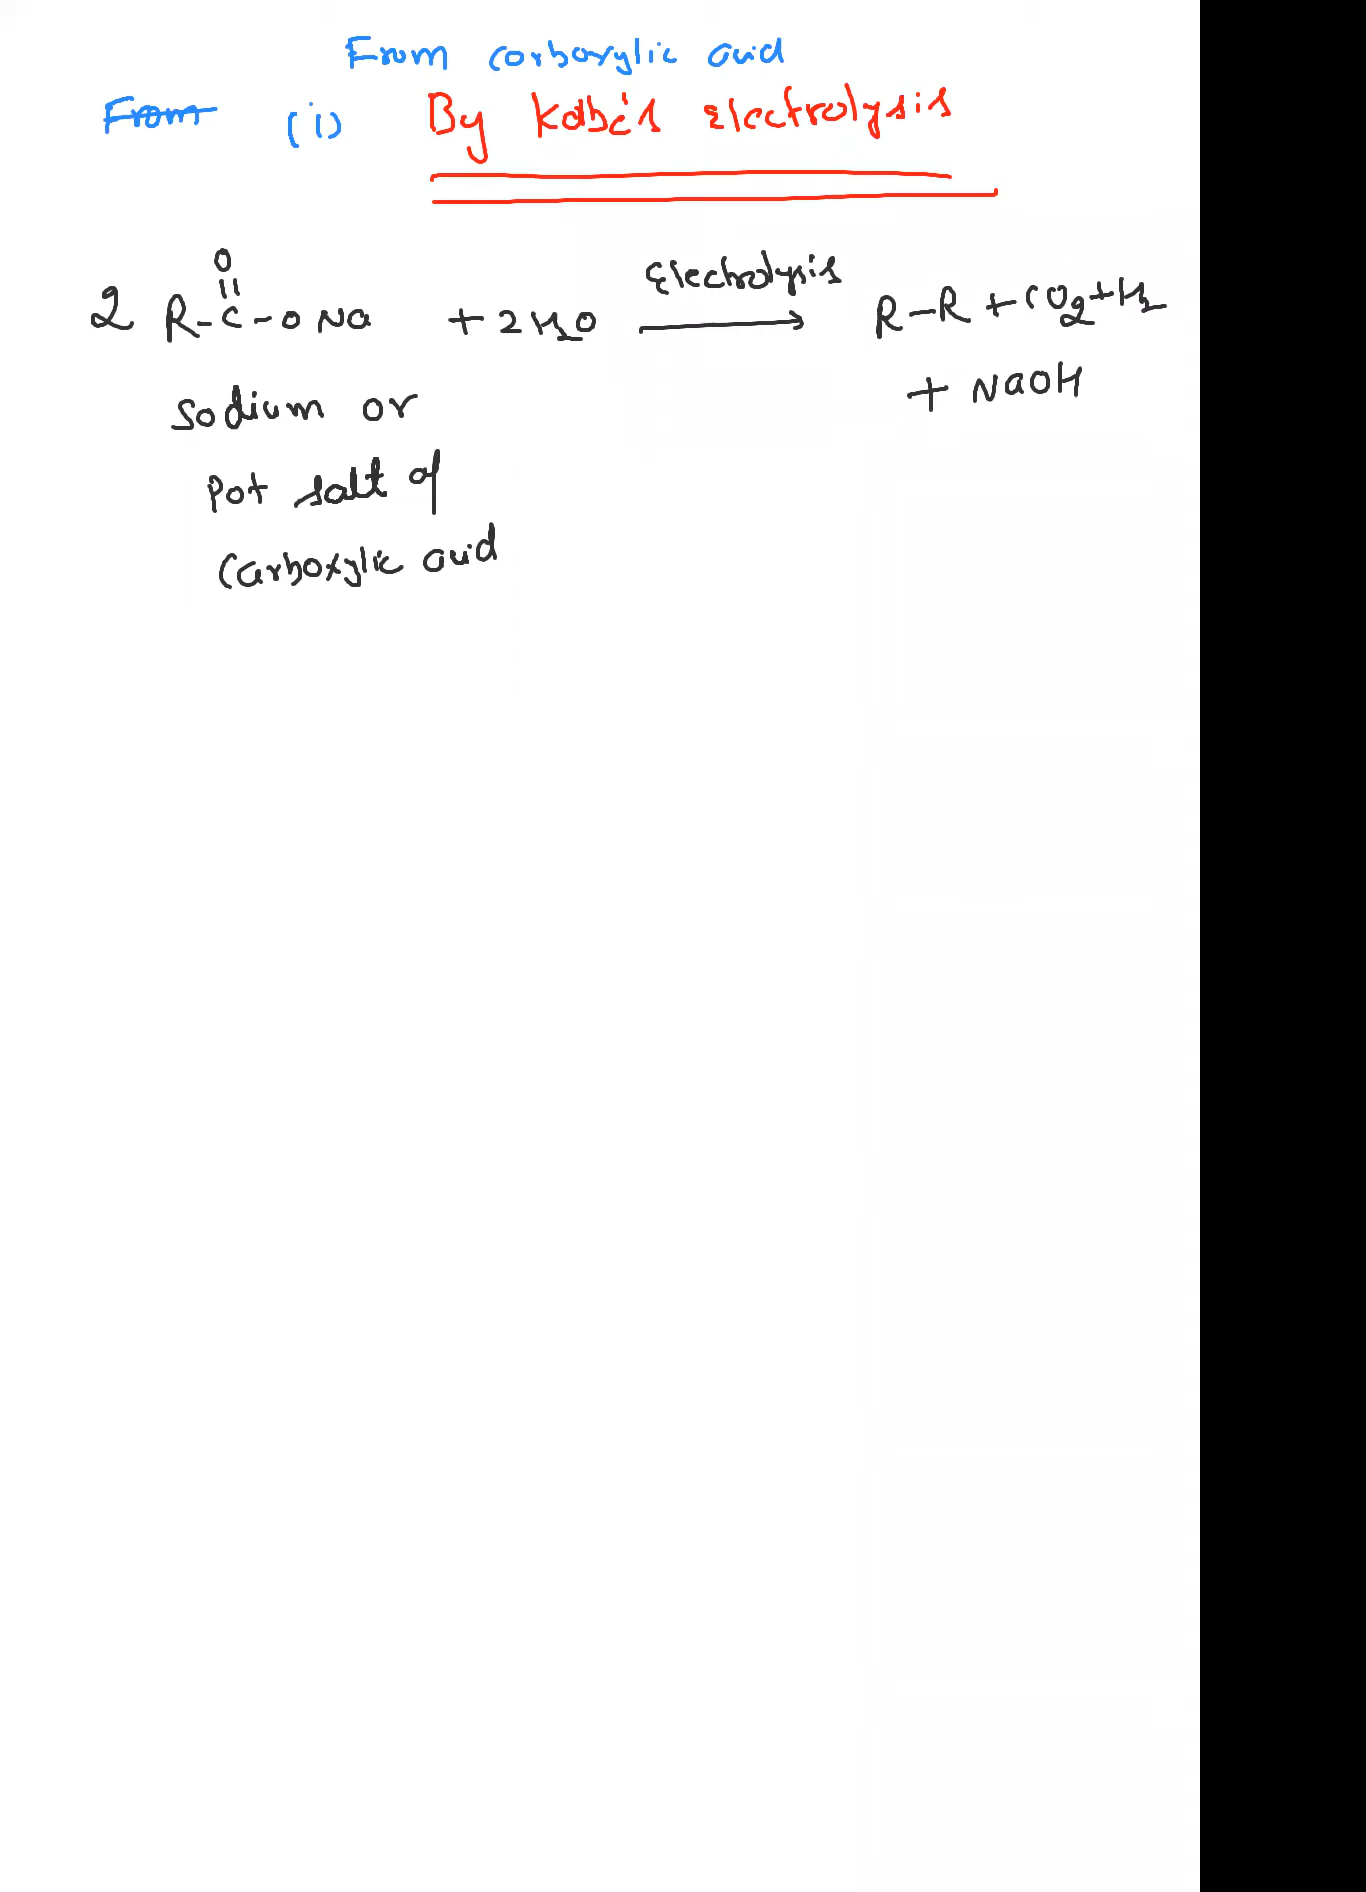 From carboxylic acid
From (i) By Kolbe's Electrolysis
O
||
2 R-C-ONa + 2H2O Electrolysis → R-R + CO2 + H2
+ NaOH
Sodium or
Pot salt of
Carboxylic acid